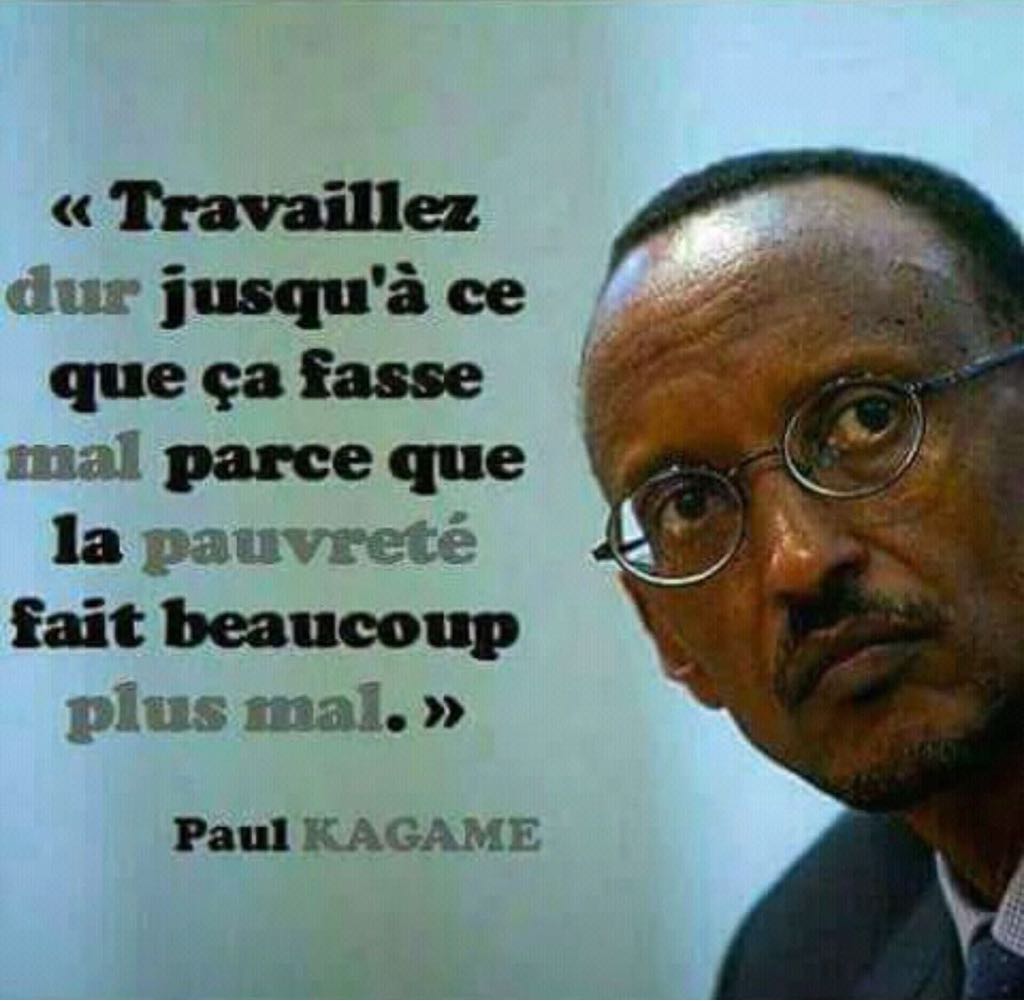 « Travaillez
dur jusqu'à ce
que ça fasse
mal parce que
la pauvreté
fait beaucoup
plus mal. »
Paul KAGAME